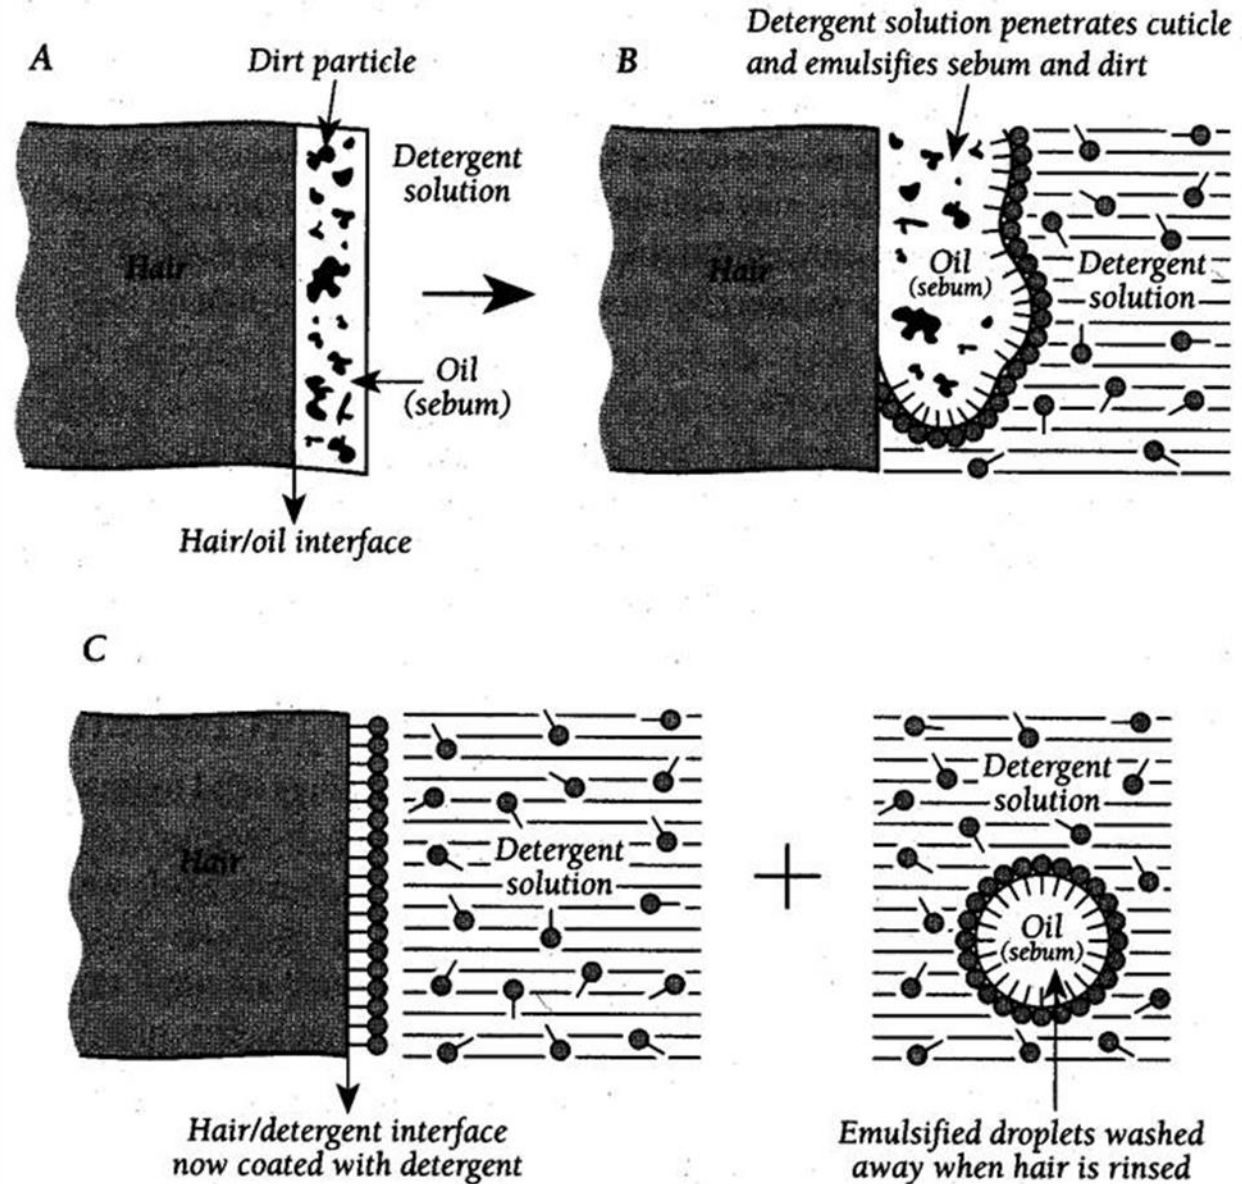 A
Dirt particle
Detergent
solution
Hair
Oil
(sebum)
Hair/oil interface
B
Detergent solution penetrates cuticle
and emulsifies sebum and dirt
Hair
Oil
(sebum)
Detergent
solution
C
Hair
Detergent
solution
Hair/detergent interface
now coated with detergent
+
Detergent
solution
Oil
(sebum)
Emulsified droplets washed
away when hair is rinsed